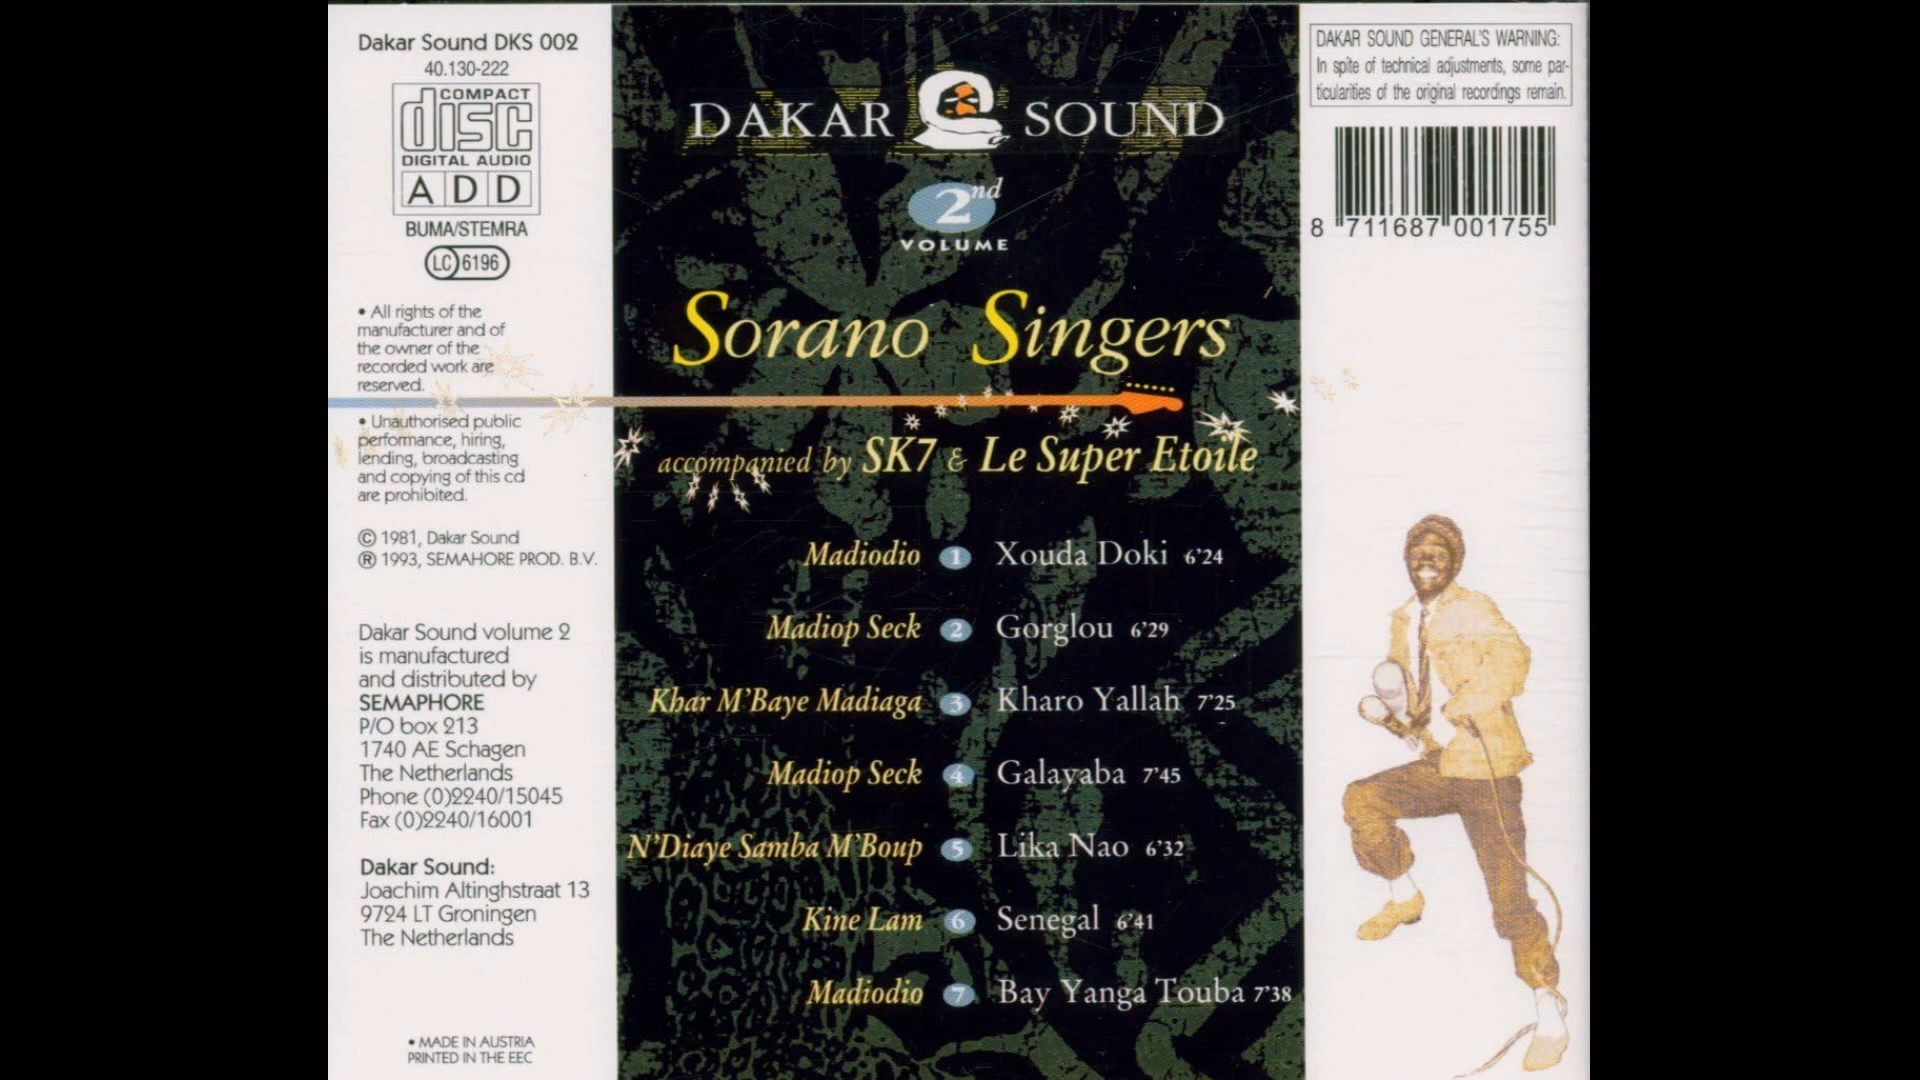 Dakar Sound DKS 002
40.130-222
COMPACT
disc
DIGITAL AUDIO
A D D
BUMA/STEMRA
LC 6196
• All rights of the
manufacturer and of
the owner of the
recorded work are
reserved.
• Unauthorised public
performance, hiring,
lending, broadcasting
and copying of this cd
are prohibited.
© 1981, Dakar Sound
® 1993, SEMAHORE PROD. B.V.
Dakar Sound volume 2
is manufactured
and distributed by
SEMAPHORE
P/O box 213
1740 AE Schagen
The Netherlands
Phone (0)2240/15045
Fax (0)2240/16001
Dakar Sound:
Joachim Altinghstraat 13
9724 LT Groningen
The Netherlands
• MADE IN AUSTRIA
PRINTED IN THE EEC
DAKAR SOUND
2nd
VOLUME
Sorano Singers
accompanied by SK7 & Le Super Etoile
Madiodio 1 Xouda Doki 6'24
Madiop Seck 2 Gorglou 6'29
Khar M'Baye Madiaga 3 Kharo Yallah 7'25
Madiop Seck 4 Galayaba 7'45
N'Diaye Samba M'Boup 5 Lika Nao 6'32
Kine Lam 6 Senegal 6'41
Madiodio 7 Bay Yanga Touba 7'38
DAKAR SOUND GENERAL'S WARNING:
In spite of technical adjustments, some par-
ticularities of the original recordings remain.
8 711687 001755